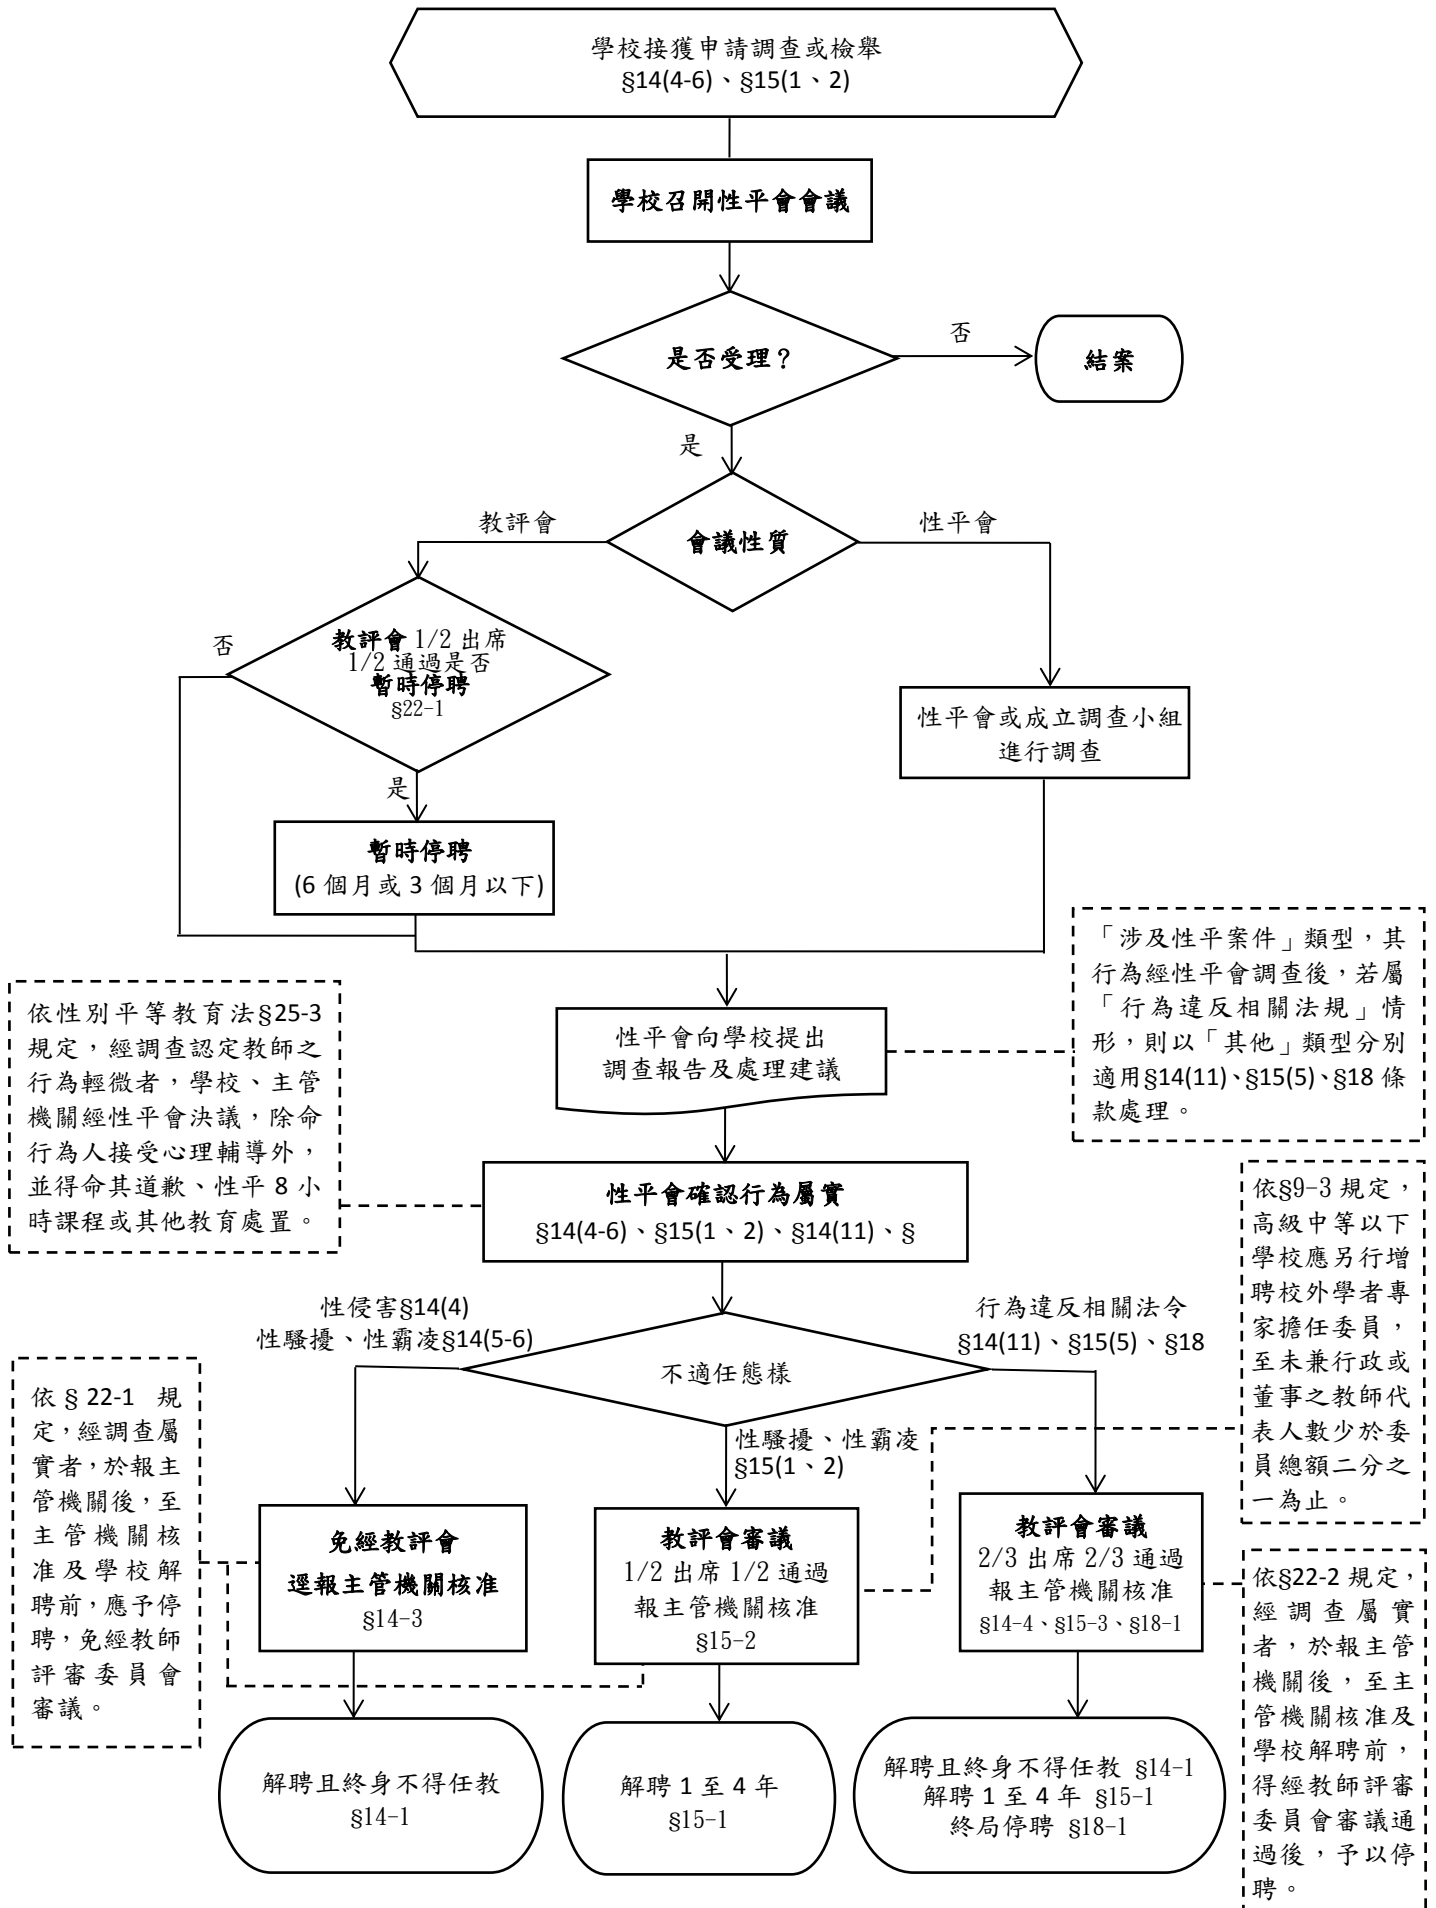 學校接獲申請調查或檢舉
§14(4-6)、§15(1、2)
學校召開性平會會議
是否受理？
否
結案
是
教評會
會議性質
性平會
否
教評會 1/2 出席
1/2 通過是否
暫時停聘
§22-1
是
性平會或成立調查小組
進行調查
暫時停聘
(6 個月或 3 個月以下)
「涉及性平案件」類型，其
行為經性平會調查後，若屬
「行為違反相關法規」情
形，則以「其他」類型分別
適用§14(11)、§15(5)、§18 條
款處理。
依性別平等教育法§25-3
規定，經調查認定教師之
行為輕微者，學校、主管
機關經性平會決議，除命
行為人接受心理輔導外，
並得命其道歉、性平 8 小
時課程或其他教育處置。
性平會向學校提出
調查報告及處理建議
性平會確認行為屬實
§14(4-6)、§15(1、2)、§14(11)、§
依§9-3 規定，
高級中等以下
學校應另行增
聘校外學者專
家擔任委員，
至未兼行政或
董事之教師代
表人數少於委
員總額二分之
一為止。
性侵害§14(4)
性騷擾、性霸凌§14(5-6)
行為違反相關法令
§14(11)、§15(5)、§18
不適任態樣
性騷擾、性霸凌
§15(1、2)
依§22-1 規
定，經調查屬
實者，於報主
管機關後，至
主管機關核
准及學校解
聘前，應予停
聘，免經教師
評審委員會
審議。
免經教評會
逕報主管機關核准
§14-3
教評會審議
1/2 出席 1/2 通過
報主管機關核准
§15-2
教評會審議
2/3 出席 2/3 通過
報主管機關核准
§14-4、§15-3、§18-1
依§22-2 規定，
經調查屬實
者，於報主管
機關後，至主
管機關核准及
學校解聘前，
得經教師評審
委員會審議通
過後，予以停
聘。
解聘且終身不得任教
§14-1
解聘 1 至 4 年
§15-1
解聘且終身不得任教 §14-1
解聘 1 至 4 年 §15-1
終局停聘 §18-1